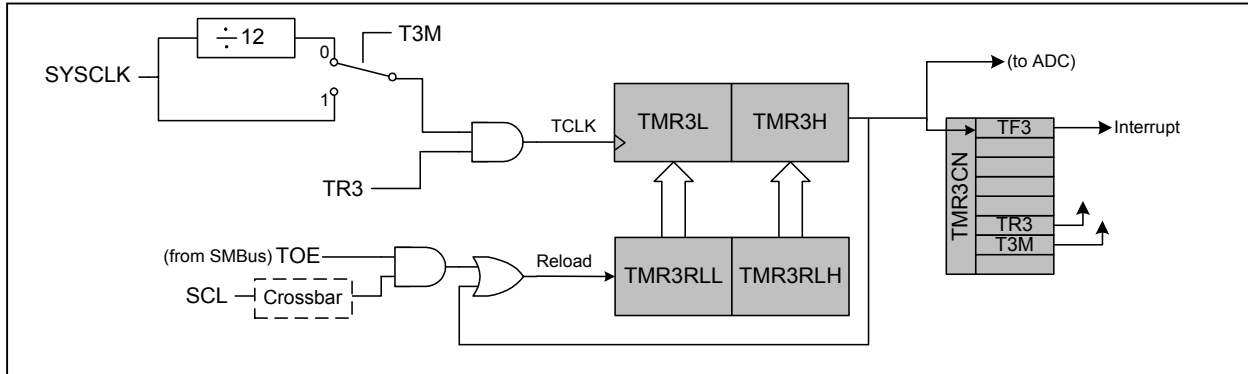 ÷ 12
T3M
0
SYSCLK
1
(to ADC)
TCLK
TMR3L
TMR3H
TF3
Interrupt
TR3
TMR3CN
TR3
T3M
(from SMBus) TOE
Reload
TMR3RLL
TMR3RLH
SCL
Crossbar